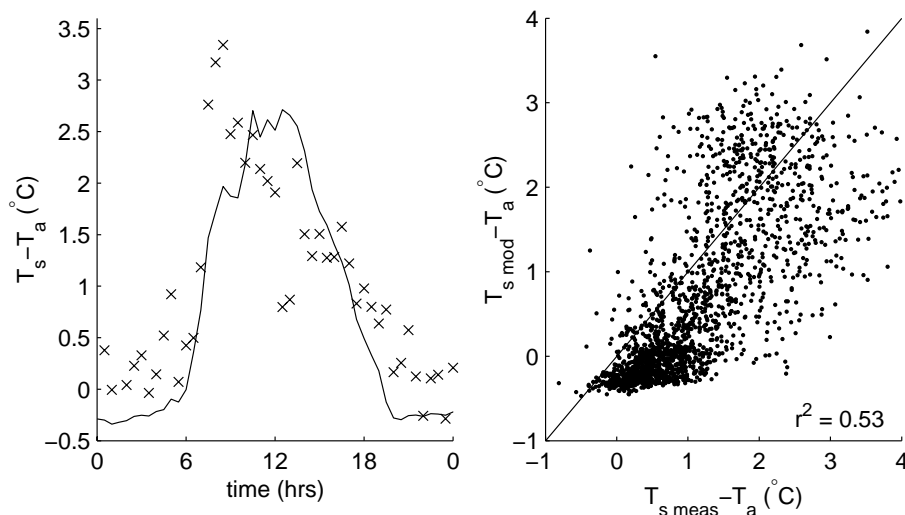 3.5
3
2.5
2
1.5
1
0.5
0
−0.5
T_s−T_a (°C)
0 6 12 18 0
time (hrs)
4
3
2
1
0
−1
T_s mod−T_a (°C)
r² = 0.53
−1 0 1 2 3 4
T_s meas−T_a (°C)